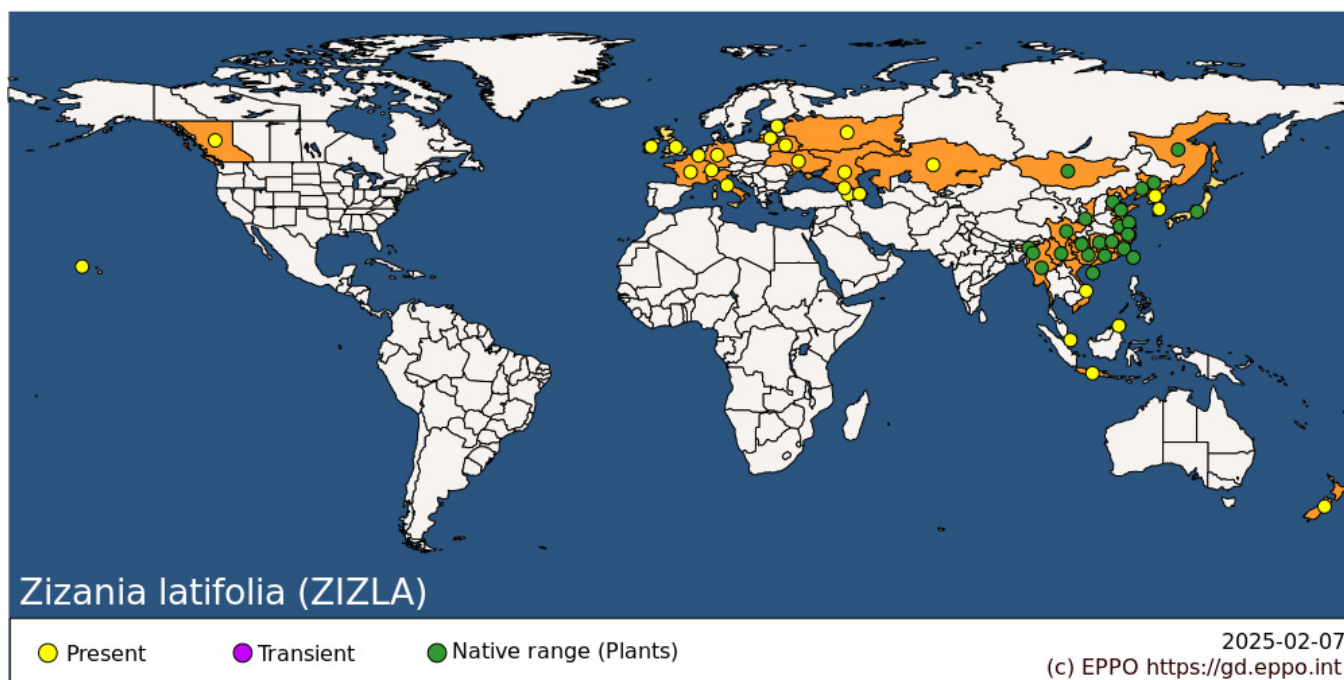 Zizania latifolia (ZIZLA)
Present
Transient
Native range (Plants)
2025-02-07
(c) EPPO https://gd.eppo.int